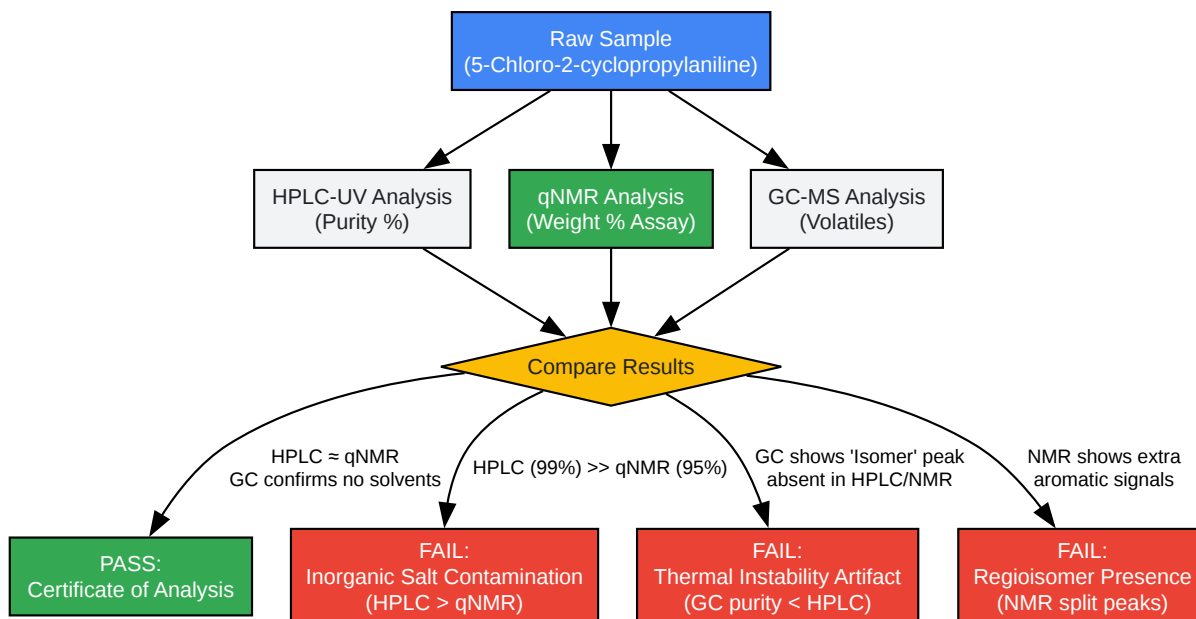 Raw Sample
(5-Chloro-2-cyclopropylaniline)
HPLC-UV Analysis
(Purity %)
qNMR Analysis
(Weight % Assay)
GC-MS Analysis
(Volatiles)
Compare Results
HPLC ≈ qNMR
GC confirms no solvents
HPLC (99%) >> qNMR (95%)
GC shows 'Isomer' peak
absent in HPLC/NMR
NMR shows extra
aromatic signals
PASS:
Certificate of Analysis
FAIL:
Inorganic Salt Contamination
(HPLC > qNMR)
FAIL:
Thermal Instability Artifact
(GC purity < HPLC)
FAIL:
Regioisomer Presence
(NMR split peaks)